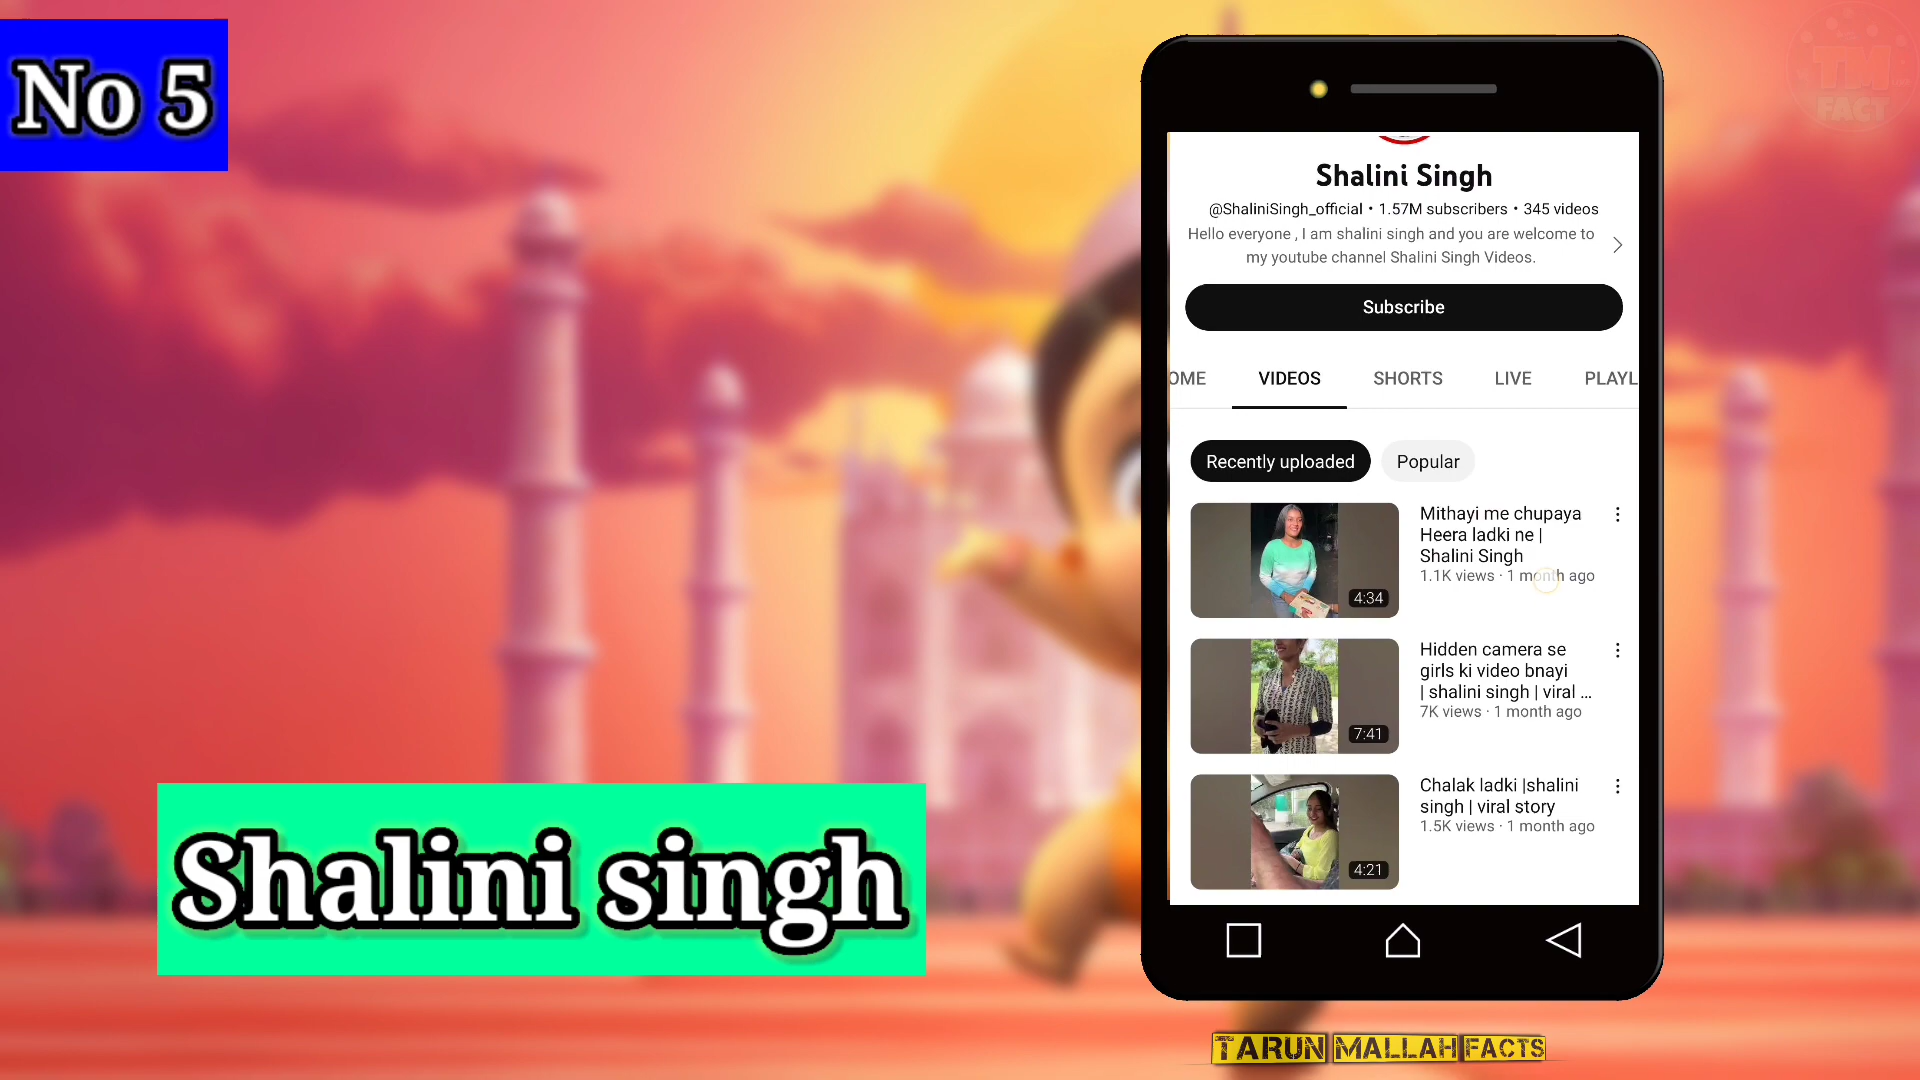 No 5
TM
FACT
Shalini Singh
@ShaliniSingh_official • 1.57M subscribers • 345 videos
Hello everyone , I am shalini singh and you are welcome to
my youtube channel Shalini Singh Videos.
Subscribe
OME VIDEOS SHORTS LIVE PLAYL
Recently uploaded Popular
Mithayi me chupaya
Heera ladki ne |
Shalini Singh
1.1K views · 1 month ago
4:34
Hidden camera se
girls ki video bnayi
| shalini singh | viral ...
7K views · 1 month ago
7:41
Chalak ladki |shalini
singh | viral story
1.5K views · 1 month ago
4:21
Shalini singh
TARUN MALLAH FACTS